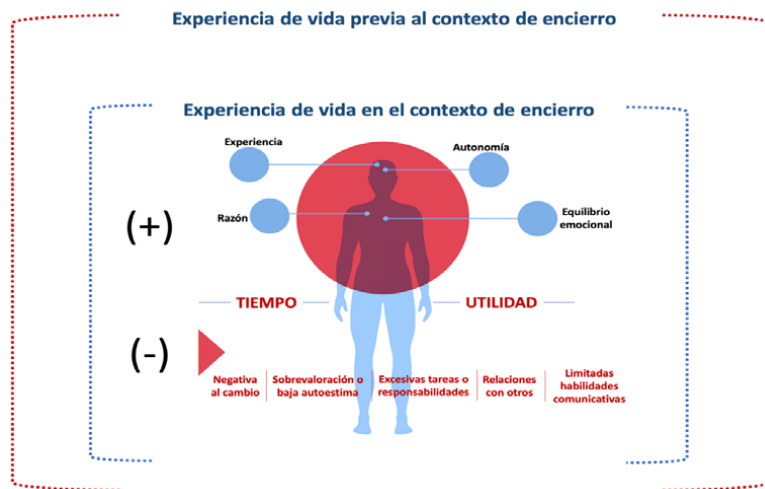 Experiencia de vida previa al contexto de encierro
Experiencia de vida en el contexto de encierro
Experiencia
Autonomía
(+)
Razón
Equilibrio
emocional
TIEMPO
UTILIDAD
(-)
Negativa
al cambio
Sobrevaloración o
baja autoestima
Excesivas tareas o
responsabilidades
Relaciones
con otros
Limitadas
habilidades
comunicativas